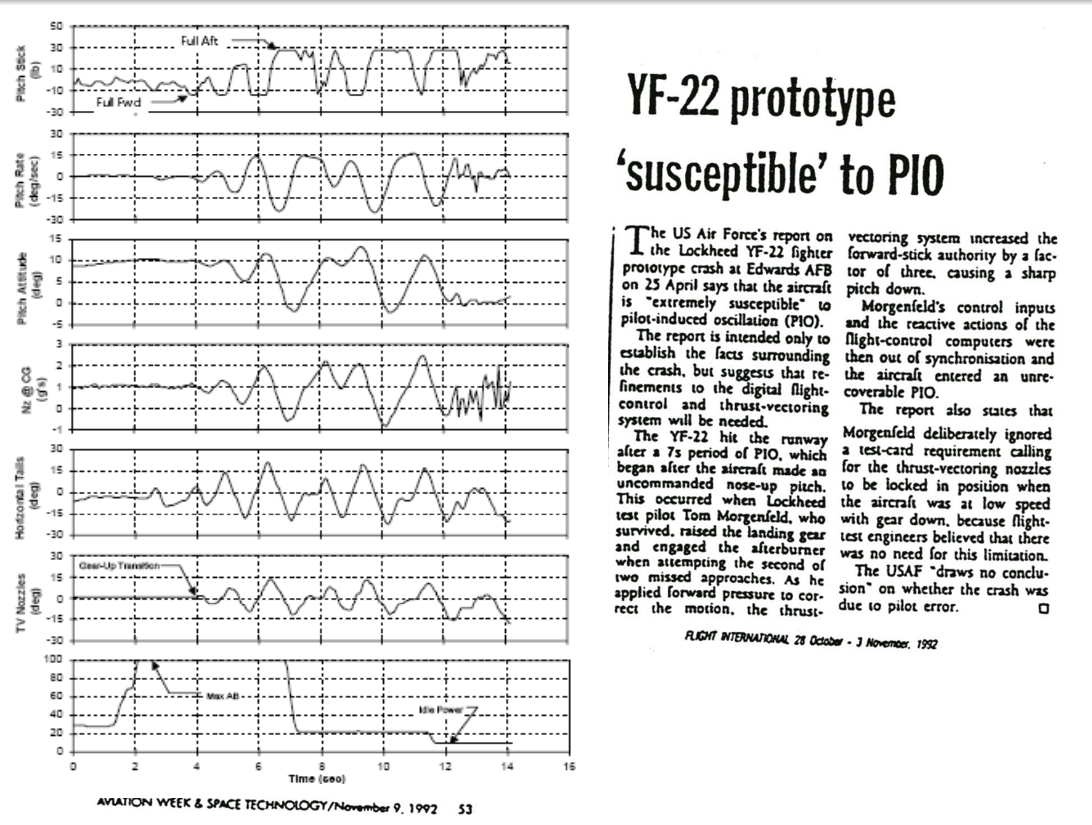 50
30
10
-10
-30
Pitch Stick
(lb)
Full Aft
Full Fwd
30
15
0
-15
-30
Pitch Rate
(deg/sec)
15
10
5
0
-5
Pitch Attitude
(deg)
3
2
1
0
-1
Nz @ CG
(g's)
30
15
0
-15
-30
Horizontal Tails
(deg)
30
15
0
-15
-30
TV Nozzles
(deg)
Gear-Up Transition
100
80
60
40
20
0
Max AB
Idle Power
0 2 4 6 8 10 12 14 16
Time (sec)
AVIATION WEEK & SPACE TECHNOLOGY/November 9, 1992 53
YF-22 prototype
‘susceptible’ to PIO
The US Air Force's report on
the Lockheed YF-22 fighter
prototype crash at Edwards AFB
on 25 April says that the aircraft
is "extremely susceptible" to
pilot-induced oscillation (PIO).
The report is intended only to
establish the facts surrounding
the crash, but suggests that re-
finements to the digital flight-
control and thrust-vectoring
system will be needed.
The YF-22 hit the runway
after a 7s period of PIO, which
began after the aircraft made an
uncommanded nose-up pitch.
This occurred when Lockheed
test pilot Tom Morgenfeld, who
survived, raised the landing gear
and engaged the afterburner
when attempting the second of
two missed approaches. As he
applied forward pressure to cor-
rect the motion, the thrust-
vectoring system increased the
forward-stick authority by a fac-
tor of three, causing a sharp
pitch down.
Morgenfeld's control inputs
and the reactive actions of the
flight-control computers were
then out of synchronisation and
the aircraft entered an unre-
coverable PIO.
The report also states that
Morgenfeld deliberately ignored
a test-card requirement calling
for the thrust-vectoring nozzles
to be locked in position when
the aircraft was at low speed
with gear down, because flight-
test engineers believed that there
was no need for this limitation.
The USAF "draws no conclu-
sion" on whether the crash was
due to pilot error.
FLIGHT INTERNATIONAL 28 October - 3 November, 1992